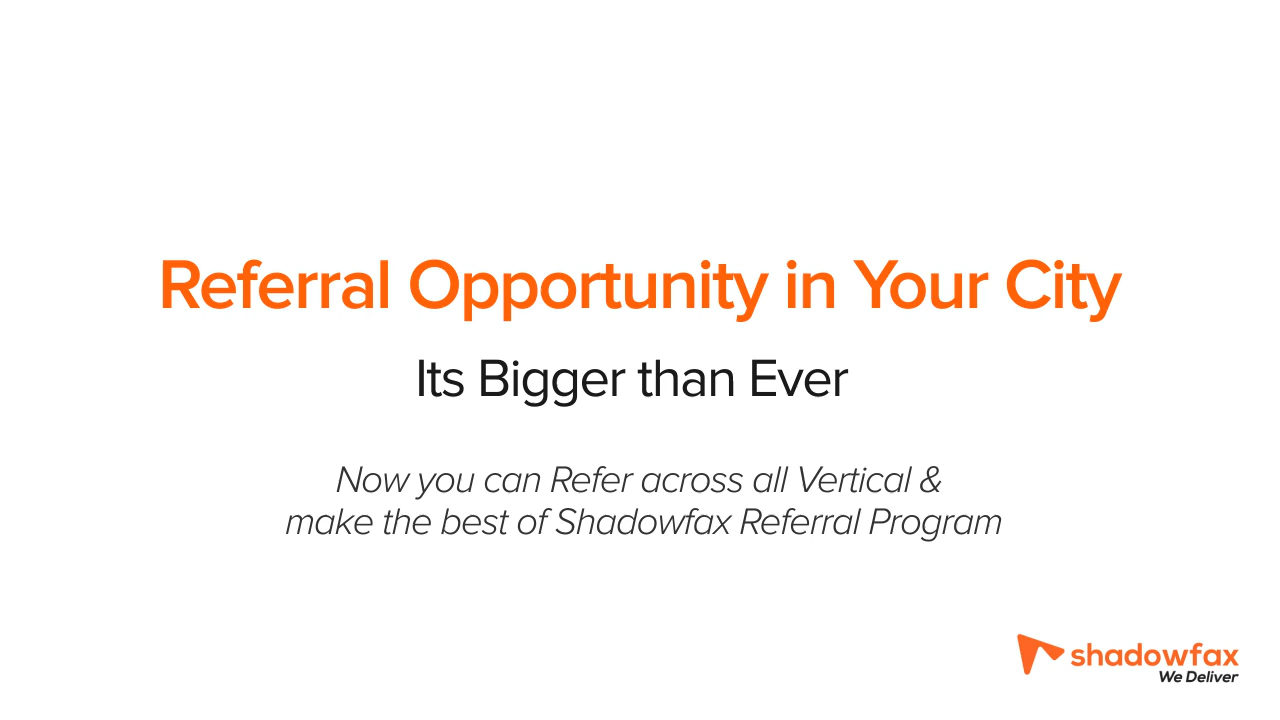 Referral Opportunity in Your City
Its Bigger than Ever
Now you can Refer across all Vertical &
make the best of Shadowfax Referral Program
shadowfax
We Deliver